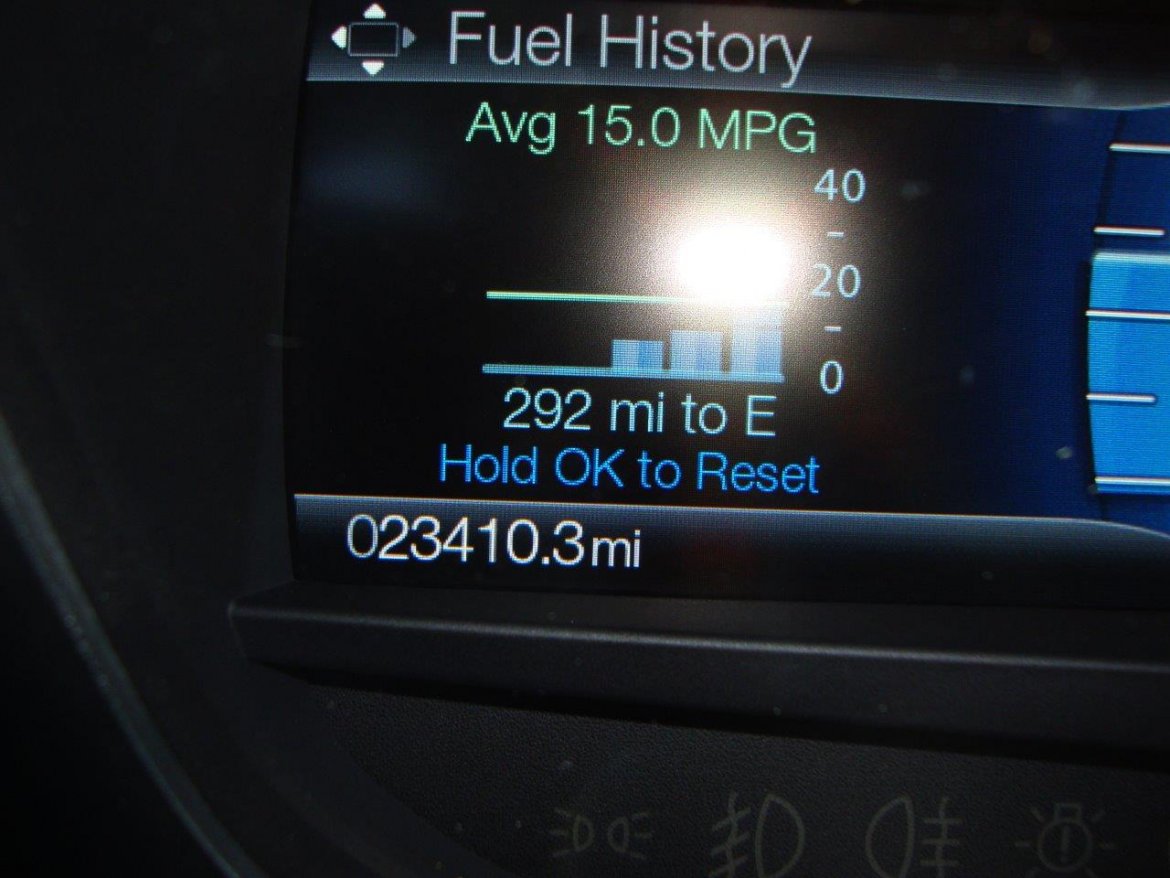 Fuel History
Avg 15.0 MPG
40
20
0
292 mi to E
Hold OK to Reset
023410.3mi